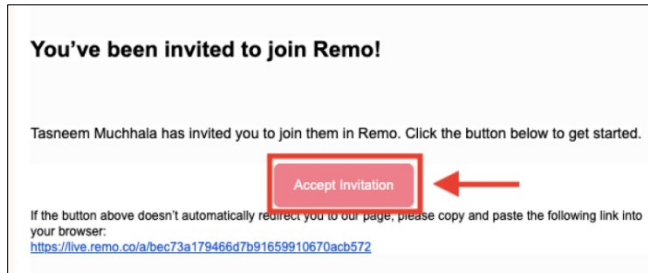 You’ve been invited to join Remo!
Tasneem Muchhala has invited you to join them in Remo. Click the button below to get started.
Accept Invitation
If the button above doesn’t automatically redirect you to our page, please copy and paste the following link into
your browser:
https://live.remo.co/a/bec73a179466d7b91659910670acb572